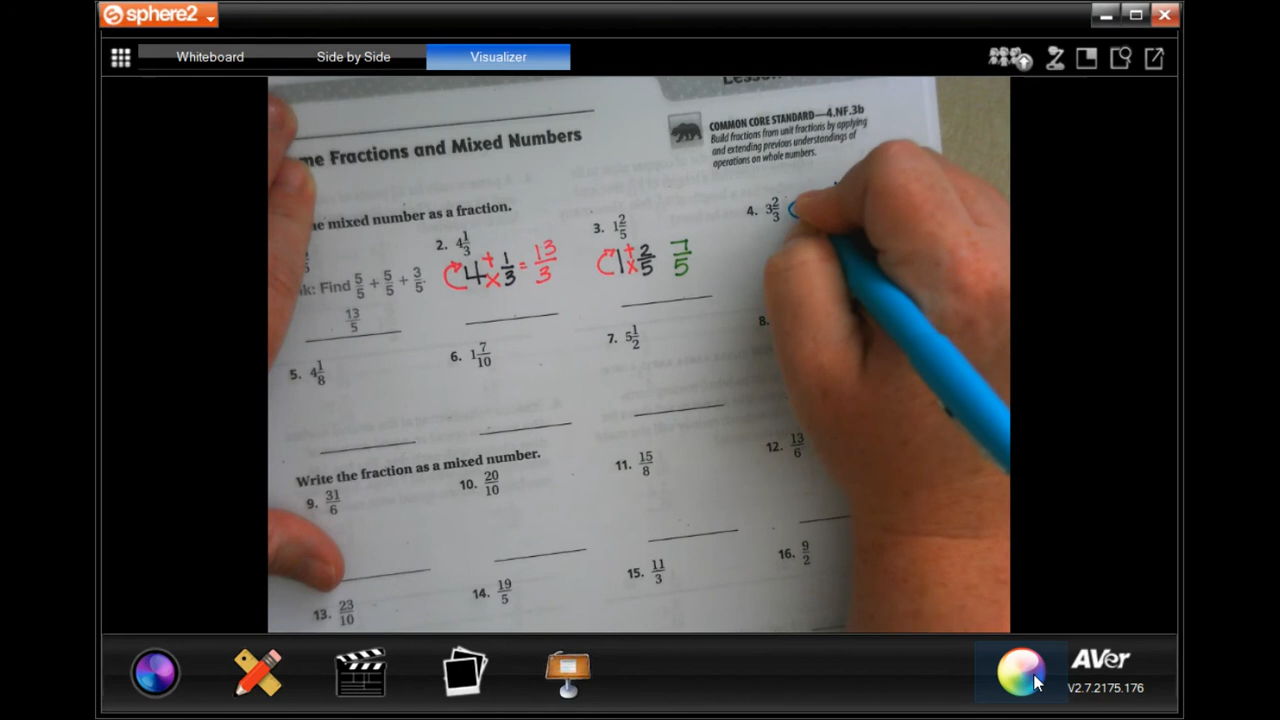 sphere2
Whiteboard Side by Side Visualizer
COMMON CORE STANDARD—4.NF.3b
Build fractions from unit fractions by applying
and extending previous understandings of
operations on whole numbers.
Fractions and Mixed Numbers
mixed number as a fraction.
2. 4 1/3
3. 1 2/5
4. 3 2/3
Find 5/5 + 5/5 + 3/5.
13/5
4 + × 1/3 = 13/3
1 + × 2/5 7/5
5. 4 1/8
6. 1 7/10
7. 5 1/2
8.
Write the fraction as a mixed number.
9. 31/6
10. 20/10
11. 15/8
12. 13/6
13. 23/10
14. 19/5
15. 11/3
16. 9/2
AVer
V2.7.2175.176